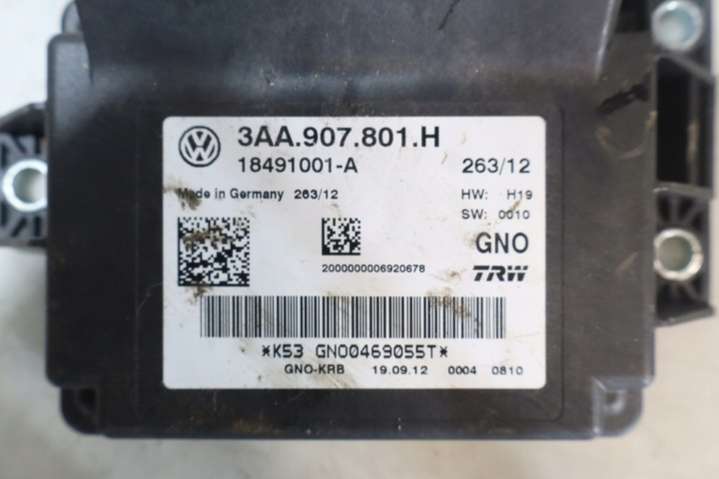 3AA.907.801.H
18491001-A 263/12
Made in Germany 263/12 HW: H19
SW: 0010
GNO
2000000006920678
TRW
*K53 GNO0469055T*
GNO-KRB 19.09.12 0004 0810